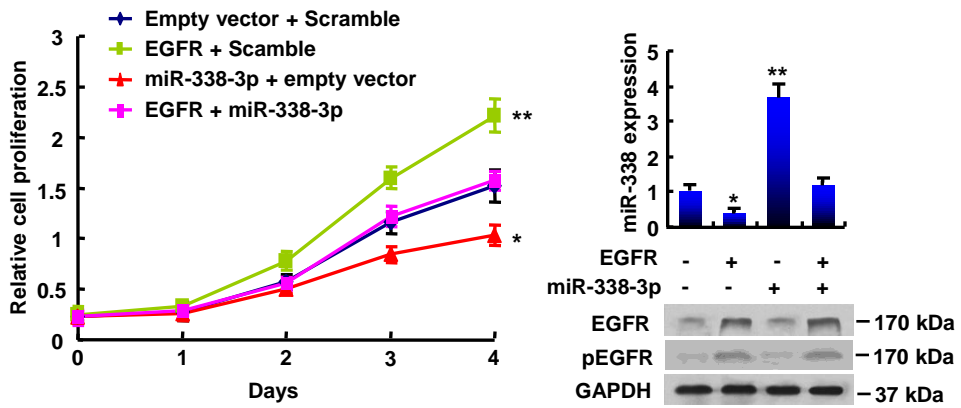 Empty vector + Scramble
EGFR + Scamble
miR-338-3p + empty vector
EGFR + miR-338-3p
Relative cell proliferation
3
2.5
2
1.5
1
0.5
0
**
*
0 1 2 3 4
Days
miR-338 expression
5
4
3
2
1
0
*
**
EGFR - + - +
miR-338-3p - - + +
EGFR 170 kDa
pEGFR 170 kDa
GAPDH 37 kDa